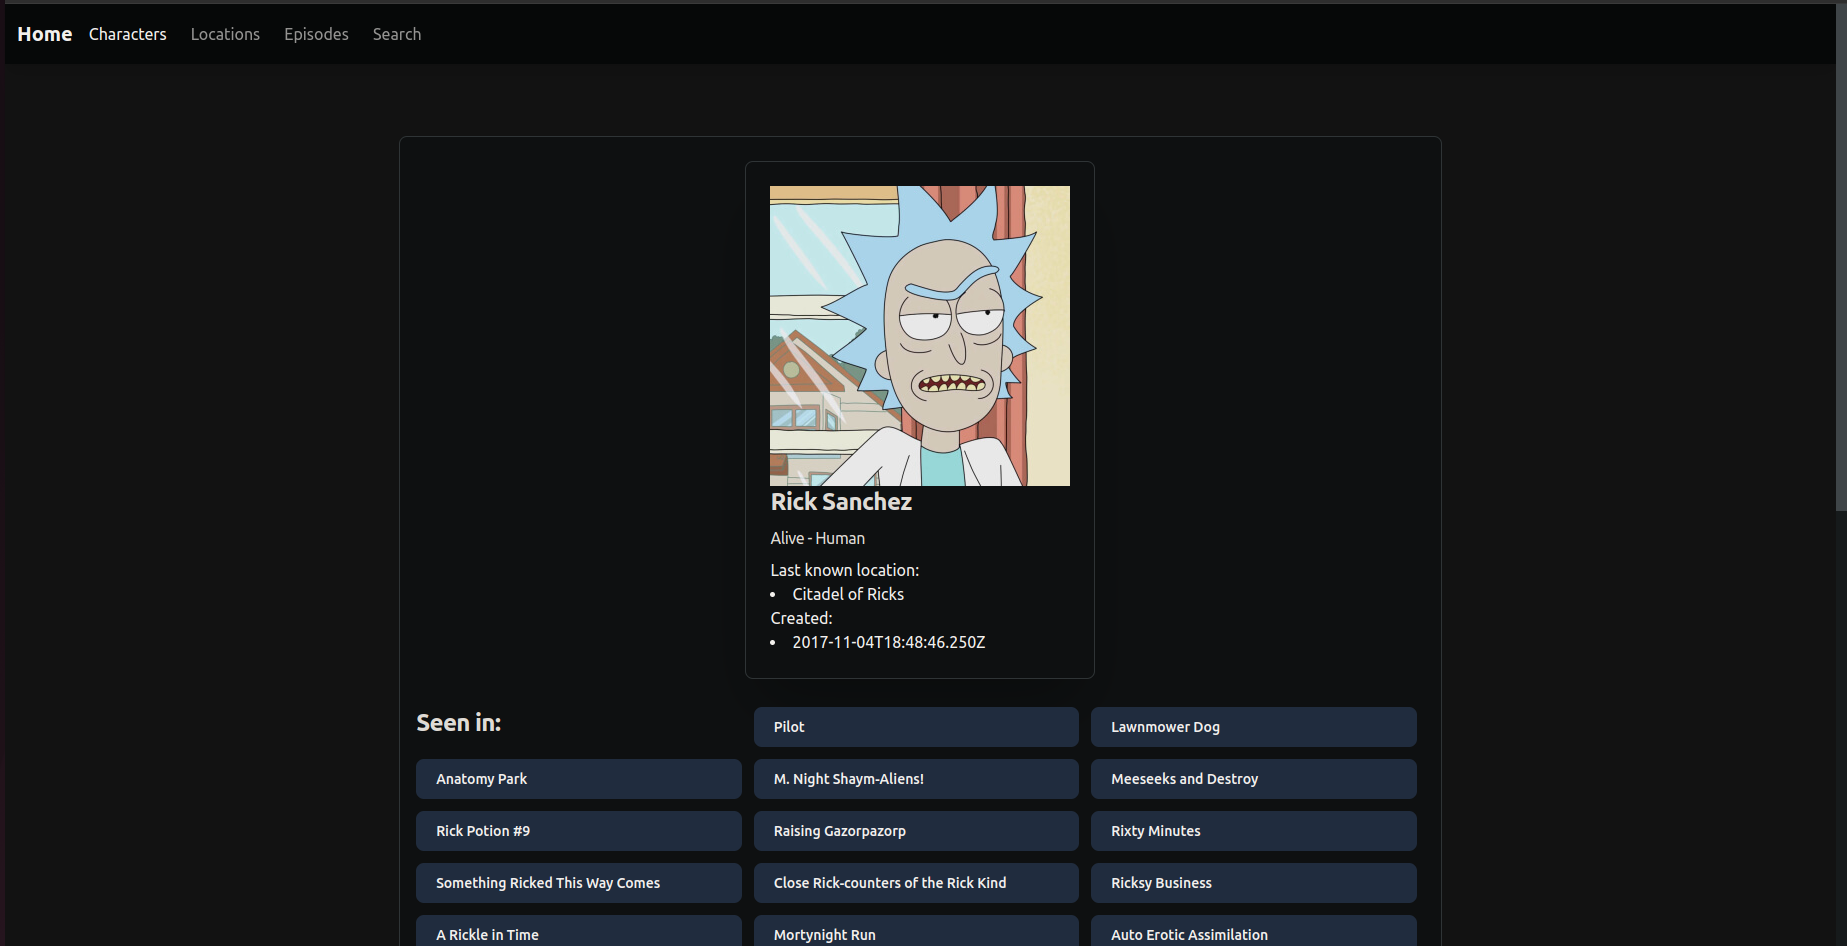 Home Characters Locations Episodes Search
Rick Sanchez
Alive - Human
Last known location:
• Citadel of Ricks
Created:
• 2017-11-04T18:48:46.250Z
Seen in:
Pilot
Lawnmower Dog
Anatomy Park
M. Night Shaym-Aliens!
Meeseeks and Destroy
Rick Potion #9
Raising Gazorpazorp
Rixty Minutes
Something Ricked This Way Comes
Close Rick-counters of the Rick Kind
Ricksy Business
A Rickle in Time
Mortynight Run
Auto Erotic Assimilation